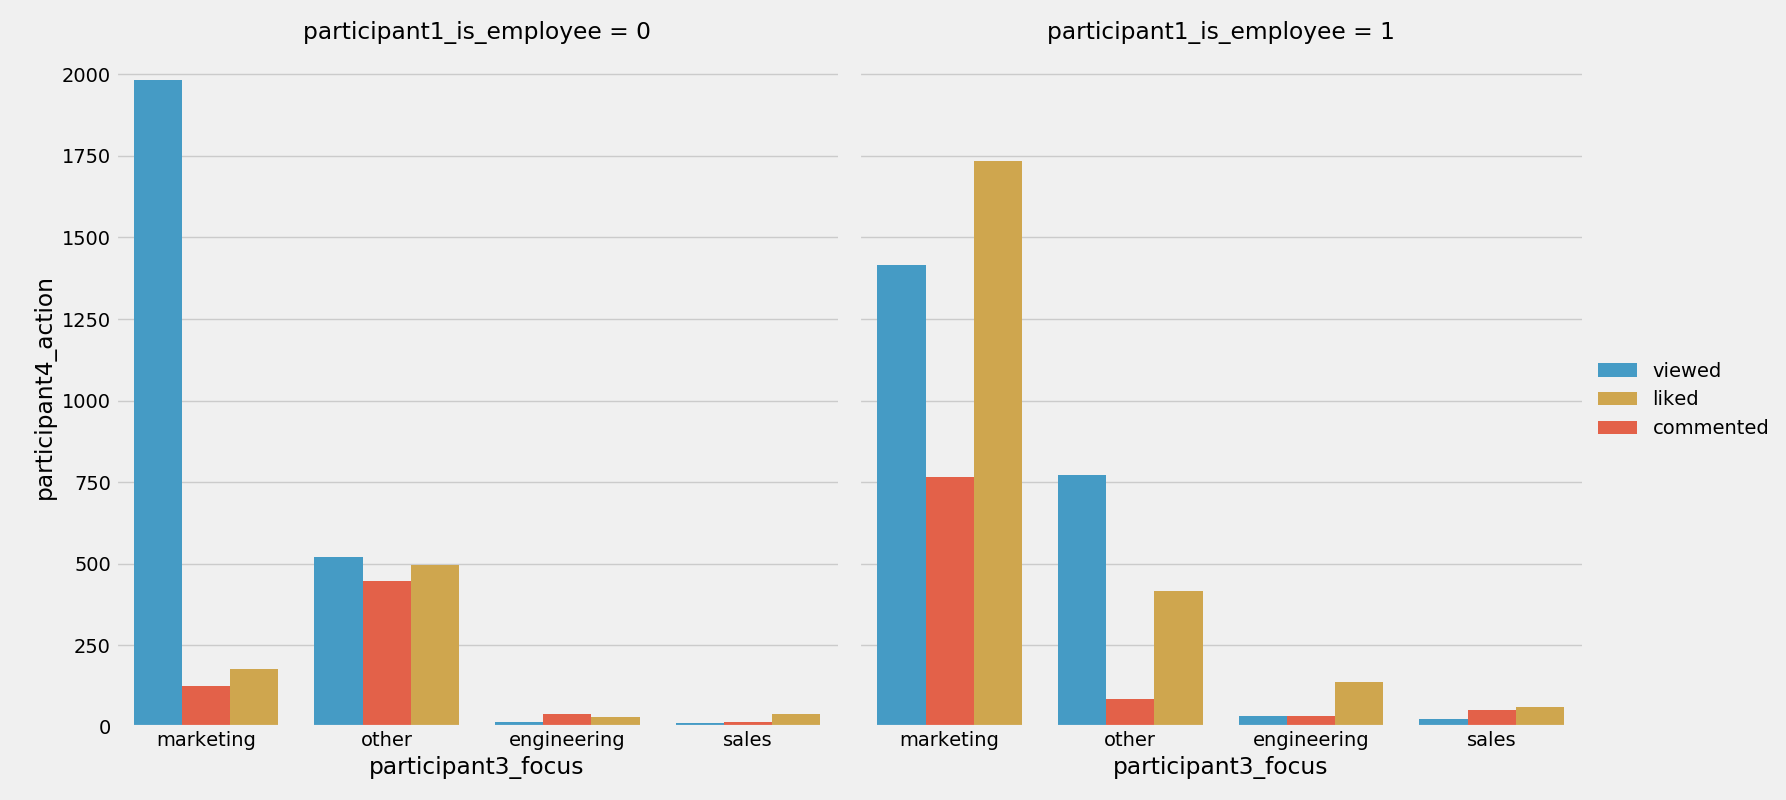 participant1_is_employee = 0
participant1_is_employee = 1
participant4_action
2000
1750
1500
1250
1000
750
500
250
0
marketing other engineering sales
marketing other engineering sales
participant3_focus
participant3_focus
viewed
liked
commented